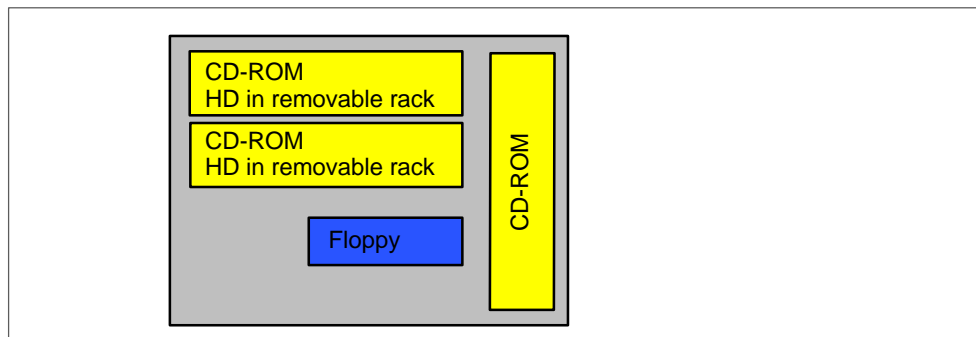 CD-ROM
HD in removable rack
CD-ROM
HD in removable rack
Floppy
CD-ROM